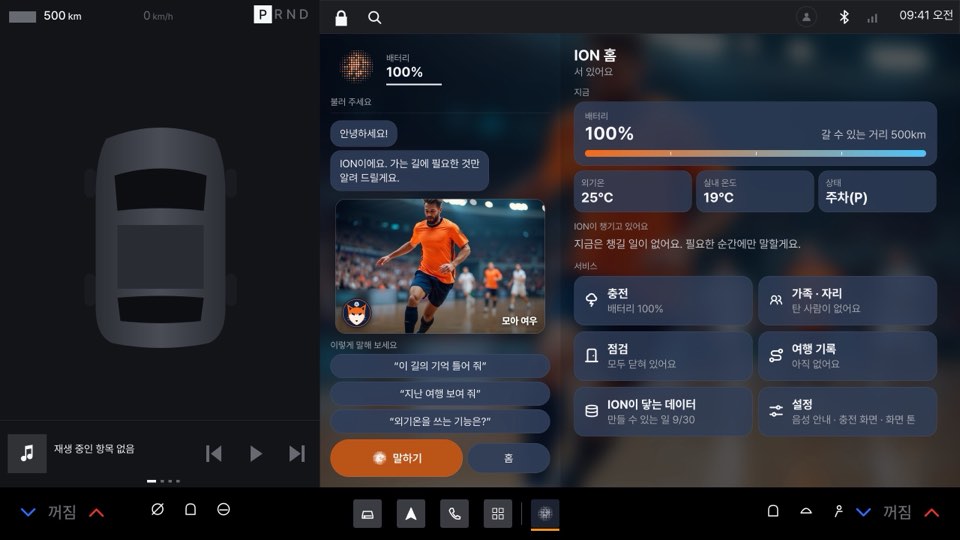 500 km
0 km/h
P R N D
09:41 오전
배터리
100%
불러 주세요
안녕하세요!
ION이에요. 가는 길에 필요한 것만
알려 드릴게요.
모아 여우
이렇게 말해 보세요
“이 길의 기억 틀어 줘”
“지난 여행 보여 줘”
“외기온을 쓰는 기능은?”
말하기
홈
ION 홈
서 있어요
지금
배터리
100%
갈 수 있는 거리 500km
외기온
25°C
실내 온도
19°C
상태
주차(P)
ION이 챙기고 있어요
지금은 챙길 일이 없어요. 필요한 순간에만 말할게요.
서비스
충전
배터리 100%
가족 · 자리
탄 사람이 없어요
점검
모두 닫혀 있어요
여행 기록
아직 없어요
ION이 닿는 데이터
만들 수 있는 일 9/30
설정
음성 안내 · 충전 화면 · 화면 톤
재생 중인 항목 없음
꺼짐
꺼짐